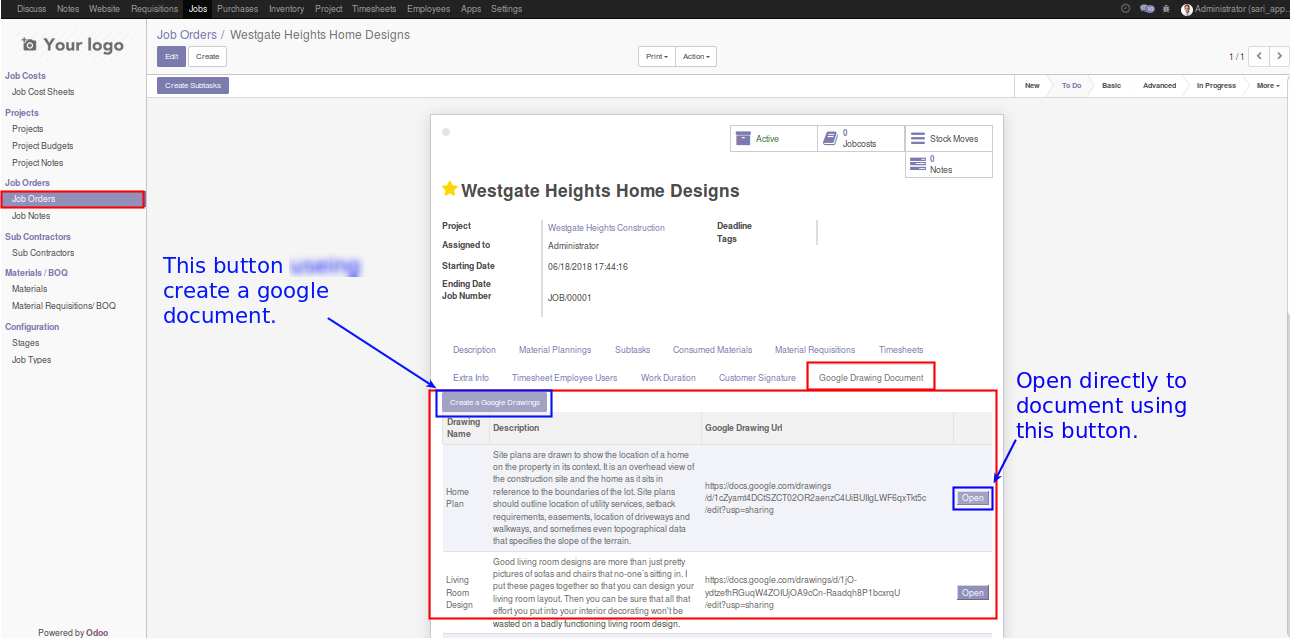 Discuss Notes Website Requisitions Jobs Purchases Inventory Project Timesheets Employees Apps Settings Administrator (sari_app...
Your logo
Job Orders / Westgate Heights Home Designs
Edit Create Print Action 1 / 1
Create Subtasks New To Do Basic Advanced In Progress More
Job Costs
Job Cost Sheets
Projects
Projects
Project Budgets
Project Notes
Job Orders
Job Orders
Job Notes
Sub Contractors
Sub Contractors
Materials / BOQ
Materials
Material Requisitions/ BOQ
Configuration
Stages
Job Types
Powered by Odoo
Active
0
Jobcosts
Stock Moves
0
Notes
Westgate Heights Home Designs
Project Westgate Heights Construction
Assigned to Administrator
Starting Date 06/18/2018 17:44:16
Ending Date
Job Number JOB/00001
Deadline
Tags
This button
create a google
document.
Description Material Plannings Subtasks Consumed Materials Material Requisitions Timesheets
Extra Info Timesheet Employee Users Work Duration Customer Signature Google Drawing Document
Create a Google Drawings
Open directly to
document using
this button.
Drawing
Name
Description
Google Drawing Url
Home
Plan
Site plans are drawn to show the location of a home
on the property in its context. It is an overhead view of
the construction site and the home as it sits in
reference to the boundaries of the lot. Site plans
should outline location of utility services, setback
requirements, easements, location of driveways and
walkways, and sometimes even topographical data
that specifies the slope of the terrain.
https://docs.google.com/drawings
/d/1cZyamt4DCtSZCT02OR2aenzC4UiBUIlgLWF6qxTkt5c
/edit?usp=sharing
Open
Living
Room
Design
Good living room designs are more than just pretty
pictures of sofas and chairs that no-one's sitting in. I
put these pages together so that you can design your
living room layout. Then you can be sure that all that
effort you put into your interior decorating won't be
wasted on a badly functioning living room design.
https://docs.google.com/drawings/d/1jO-
ydtzefhRGuqW4ZOIUjOA9cCn-Raadqh8P1bcxrqU
/edit?usp=sharing
Open